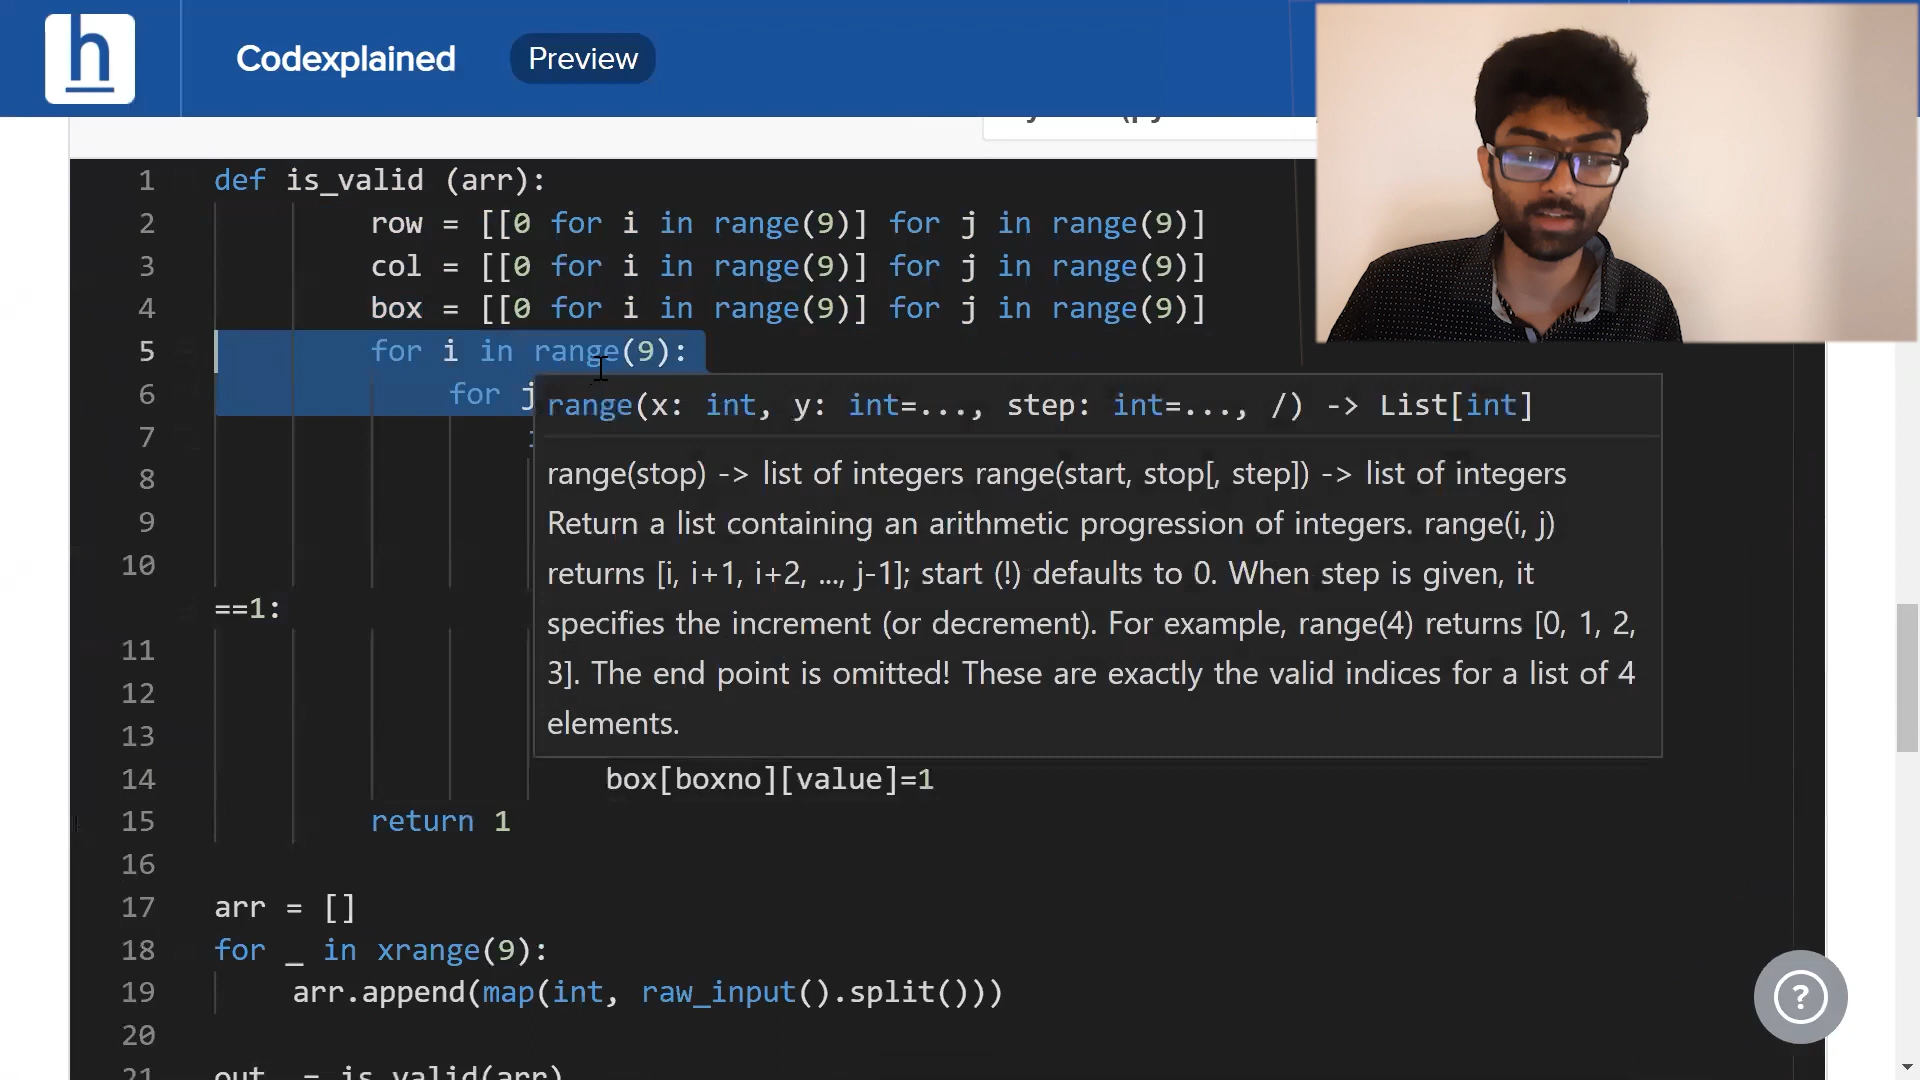 h
Codexplained
Preview
1 def is_valid (arr):
2 row = [[0 for i in range(9)] for j in range(9)]
3 col = [[0 for i in range(9)] for j in range(9)]
4 box = [[0 for i in range(9)] for j in range(9)]
5 for i in range(9):
6 for j
range(x: int, y: int=..., step: int=..., /) -> List[int]
7
range(stop) -> list of integers range(start, stop[, step]) -> list of integers
8
Return a list containing an arithmetic progression of integers. range(i, j)
9
returns [i, i+1, i+2, ..., j-1]; start (!) defaults to 0. When step is given, it
10
==1:
specifies the increment (or decrement). For example, range(4) returns [0, 1, 2,
11
3]. The end point is omitted! These are exactly the valid indices for a list of 4
12
elements.
13
14 box[boxno][value]=1
15 return 1
16
17 arr = []
18 for _ in xrange(9):
19 arr.append(map(int, raw_input().split()))
20
21 out = is_valid(arr)
?